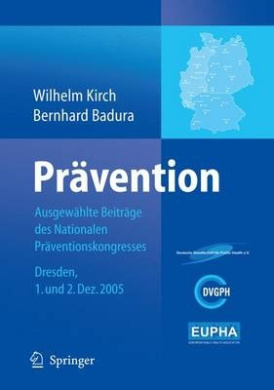 Wilhelm Kirch
Bernhard Badura
Prävention
Ausgewählte Beiträge
des Nationalen
Präventionskongresses
Dresden,
1. und 2. Dez. 2005
DVGPH
EUPHA
Springer